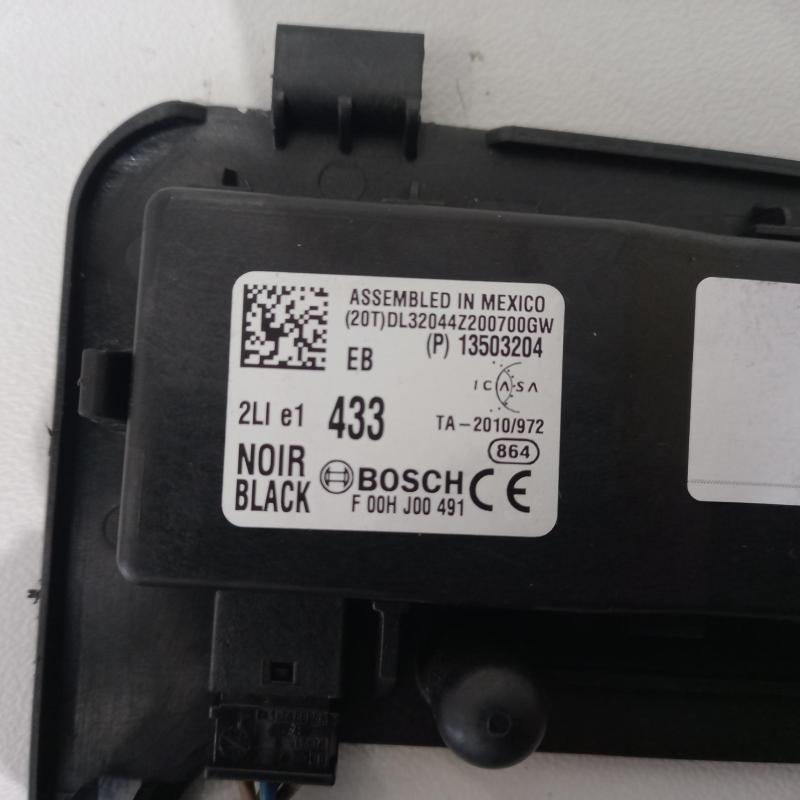 ASSEMBLED IN MEXICO
(20T)DL32044Z200700GW
(P) 13503204
EB
ICASA
2LI e1 433
TA-2010/972
864
NOIR
BLACK
BOSCH CE
F 00H J00 491